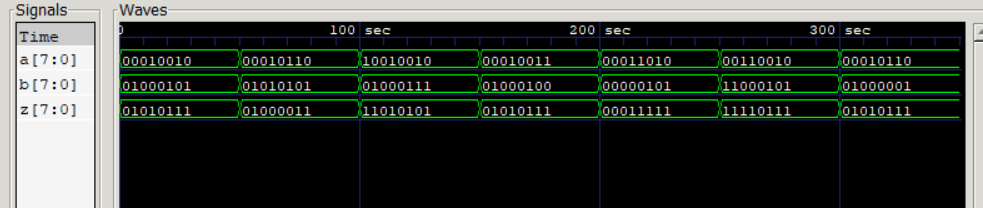 Signals
Waves
Time
0 100 sec 200 sec 300 sec
a[7:0] 00010010 00010110 10010010 00010011 00011010 00110010 00010110
b[7:0] 01000101 01010101 01000111 01000100 00000101 11000101 01000001
z[7:0] 01010111 01000011 11010101 01010111 00011111 11110111 01010111